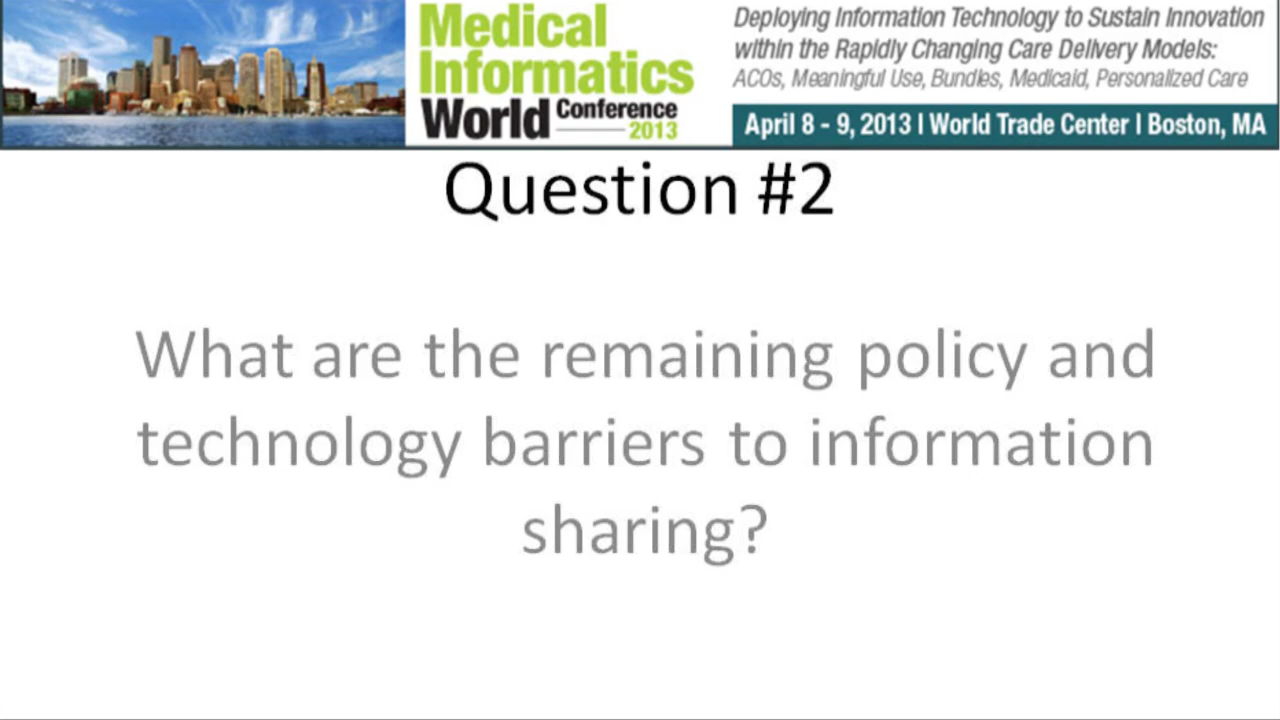 Medical
Informatics
World Conference
2013
Deploying Information Technology to Sustain Innovation
within the Rapidly Changing Care Delivery Models:
ACOs, Meaningful Use, Bundles, Medicaid, Personalized Care
April 8 - 9, 2013 | World Trade Center | Boston, MA
Question #2
What are the remaining policy and
technology barriers to information
sharing?